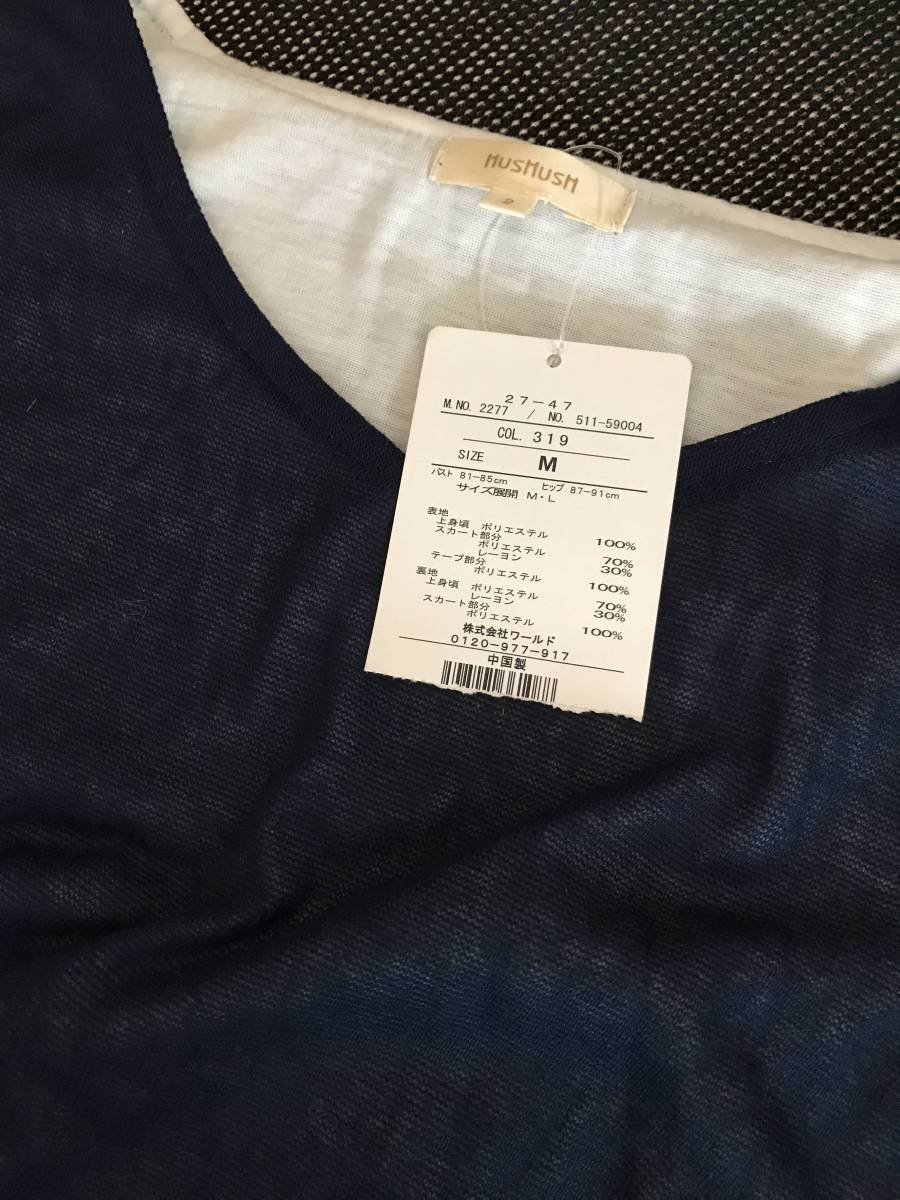 HUSHUSH
2
27-47
M.NO. 2277 / NO. 511-59004
COL. 319
SIZE M
バスト 81-85cm ヒップ 87-91cm
サイズ展開 M・L
表地
上身頃 ポリエステル 100%
スカート部分
ポリエステル 70%
レーヨン 30%
テープ部分
ポリエステル 100%
裏地
上身頃 ポリエステル 70%
レーヨン 30%
スカート部分
ポリエステル 100%
株式会社ワールド
0120-977-917
中国製